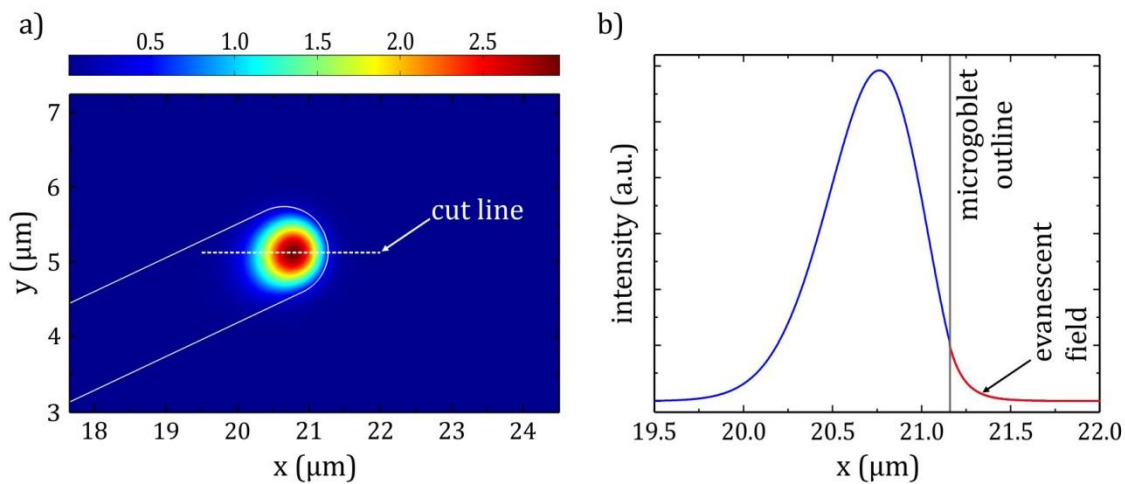 a)
0.5 1.0 1.5 2.0 2.5
7
6
5
4
3
y (μm)
cut line
18 19 20 21 22 23 24
x (μm)
b)
intensity (a.u.)
microgoblet
outline
evanescent
field
19.5 20.0 20.5 21.0 21.5 22.0
x (μm)